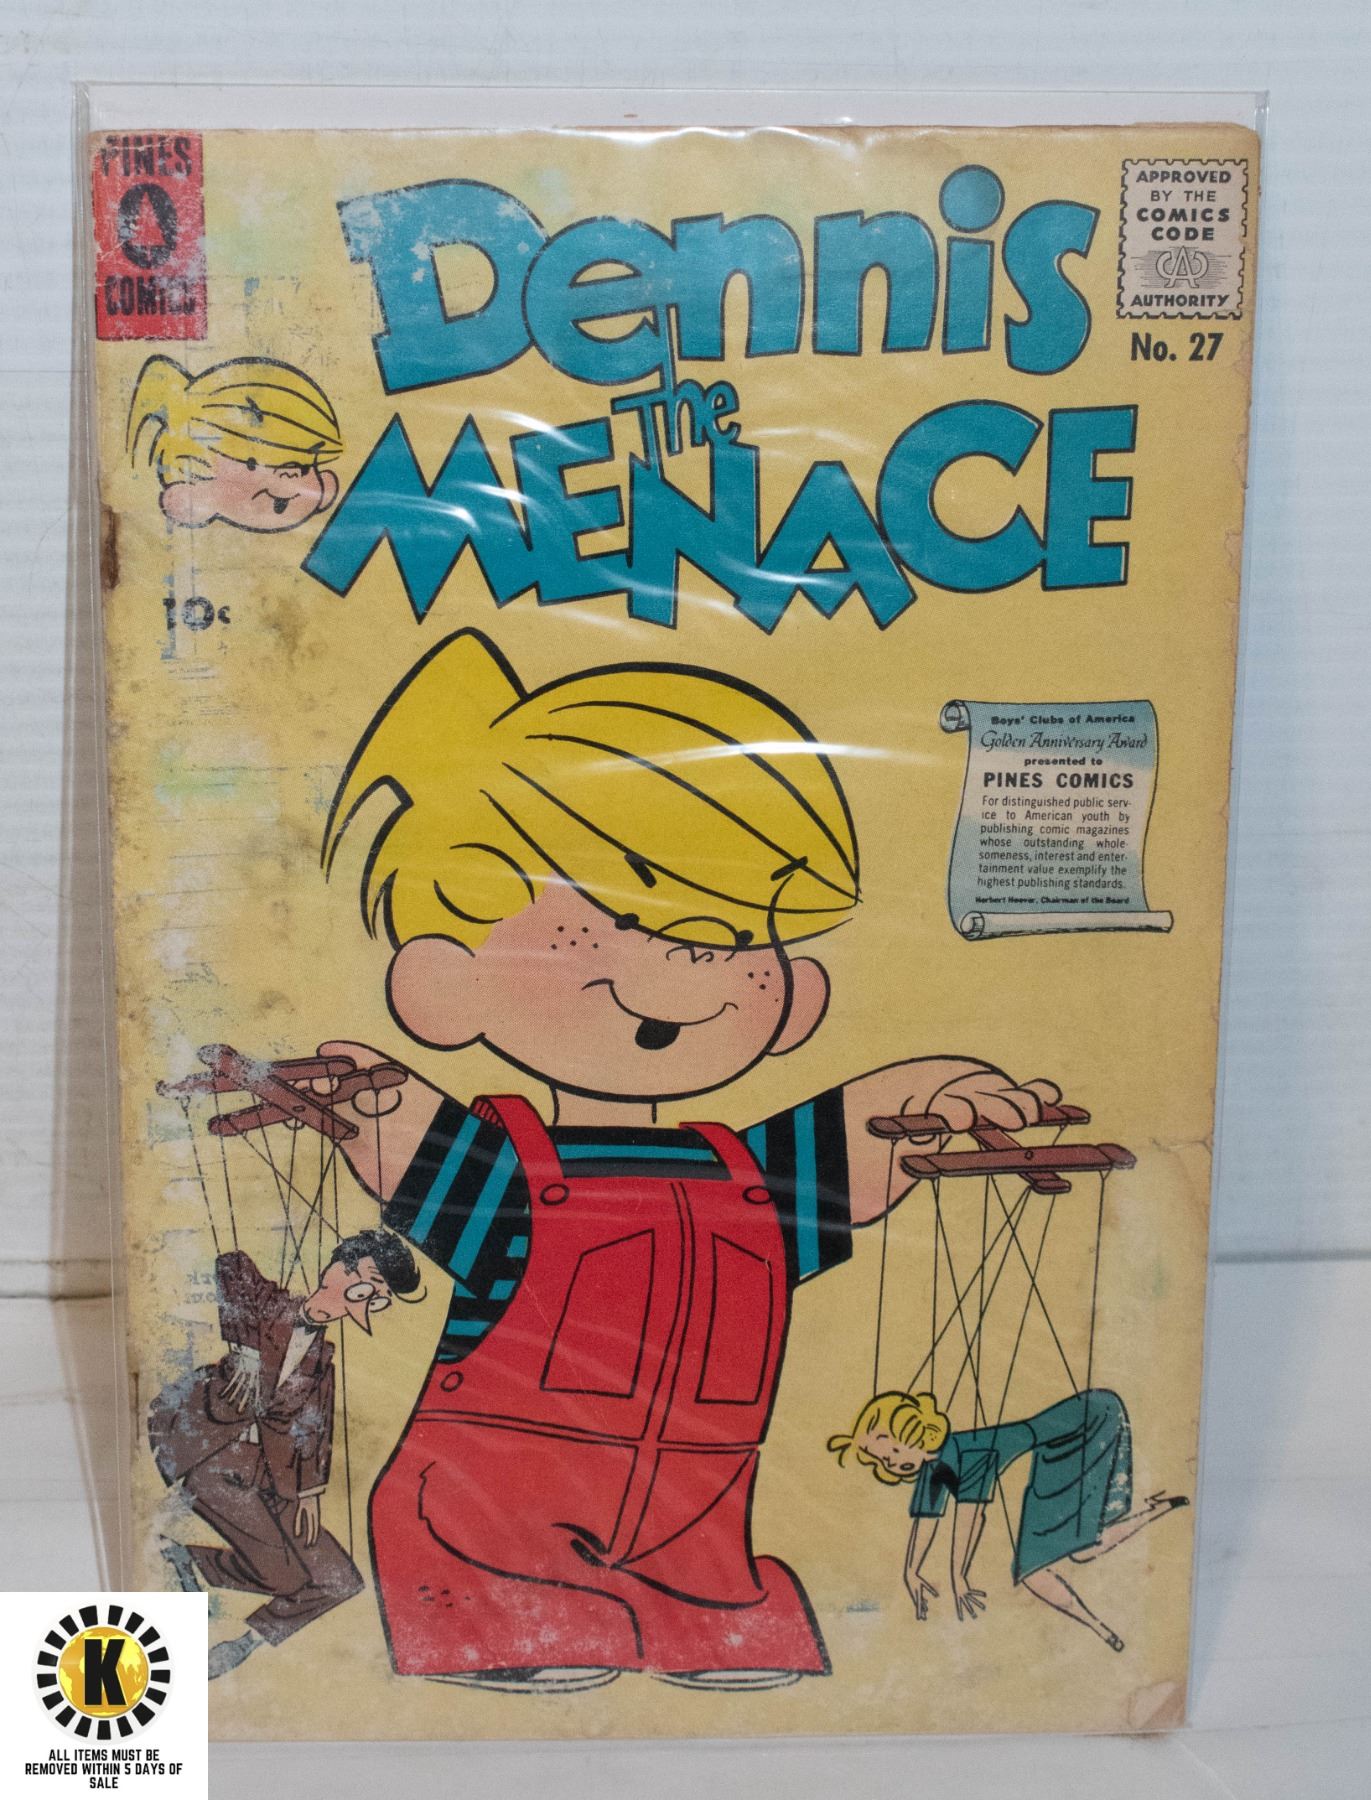 PINES
COMICS
Dennis
The
MENACE
APPROVED
BY THE
COMICS
CODE
CA
AUTHORITY
No. 27
10¢
Boys' Clubs of America
Golden Anniversary Award
presented to
PINES COMICS
For distinguished public serv-
ice to American youth by
publishing comic magazines
whose outstanding whole-
someness, interest and enter-
tainment value exemplify the
highest publishing standards.
Herbert Hoover, Chairman of the Board
K
ALL ITEMS MUST BE
REMOVED WITHIN 5 DAYS OF
SALE